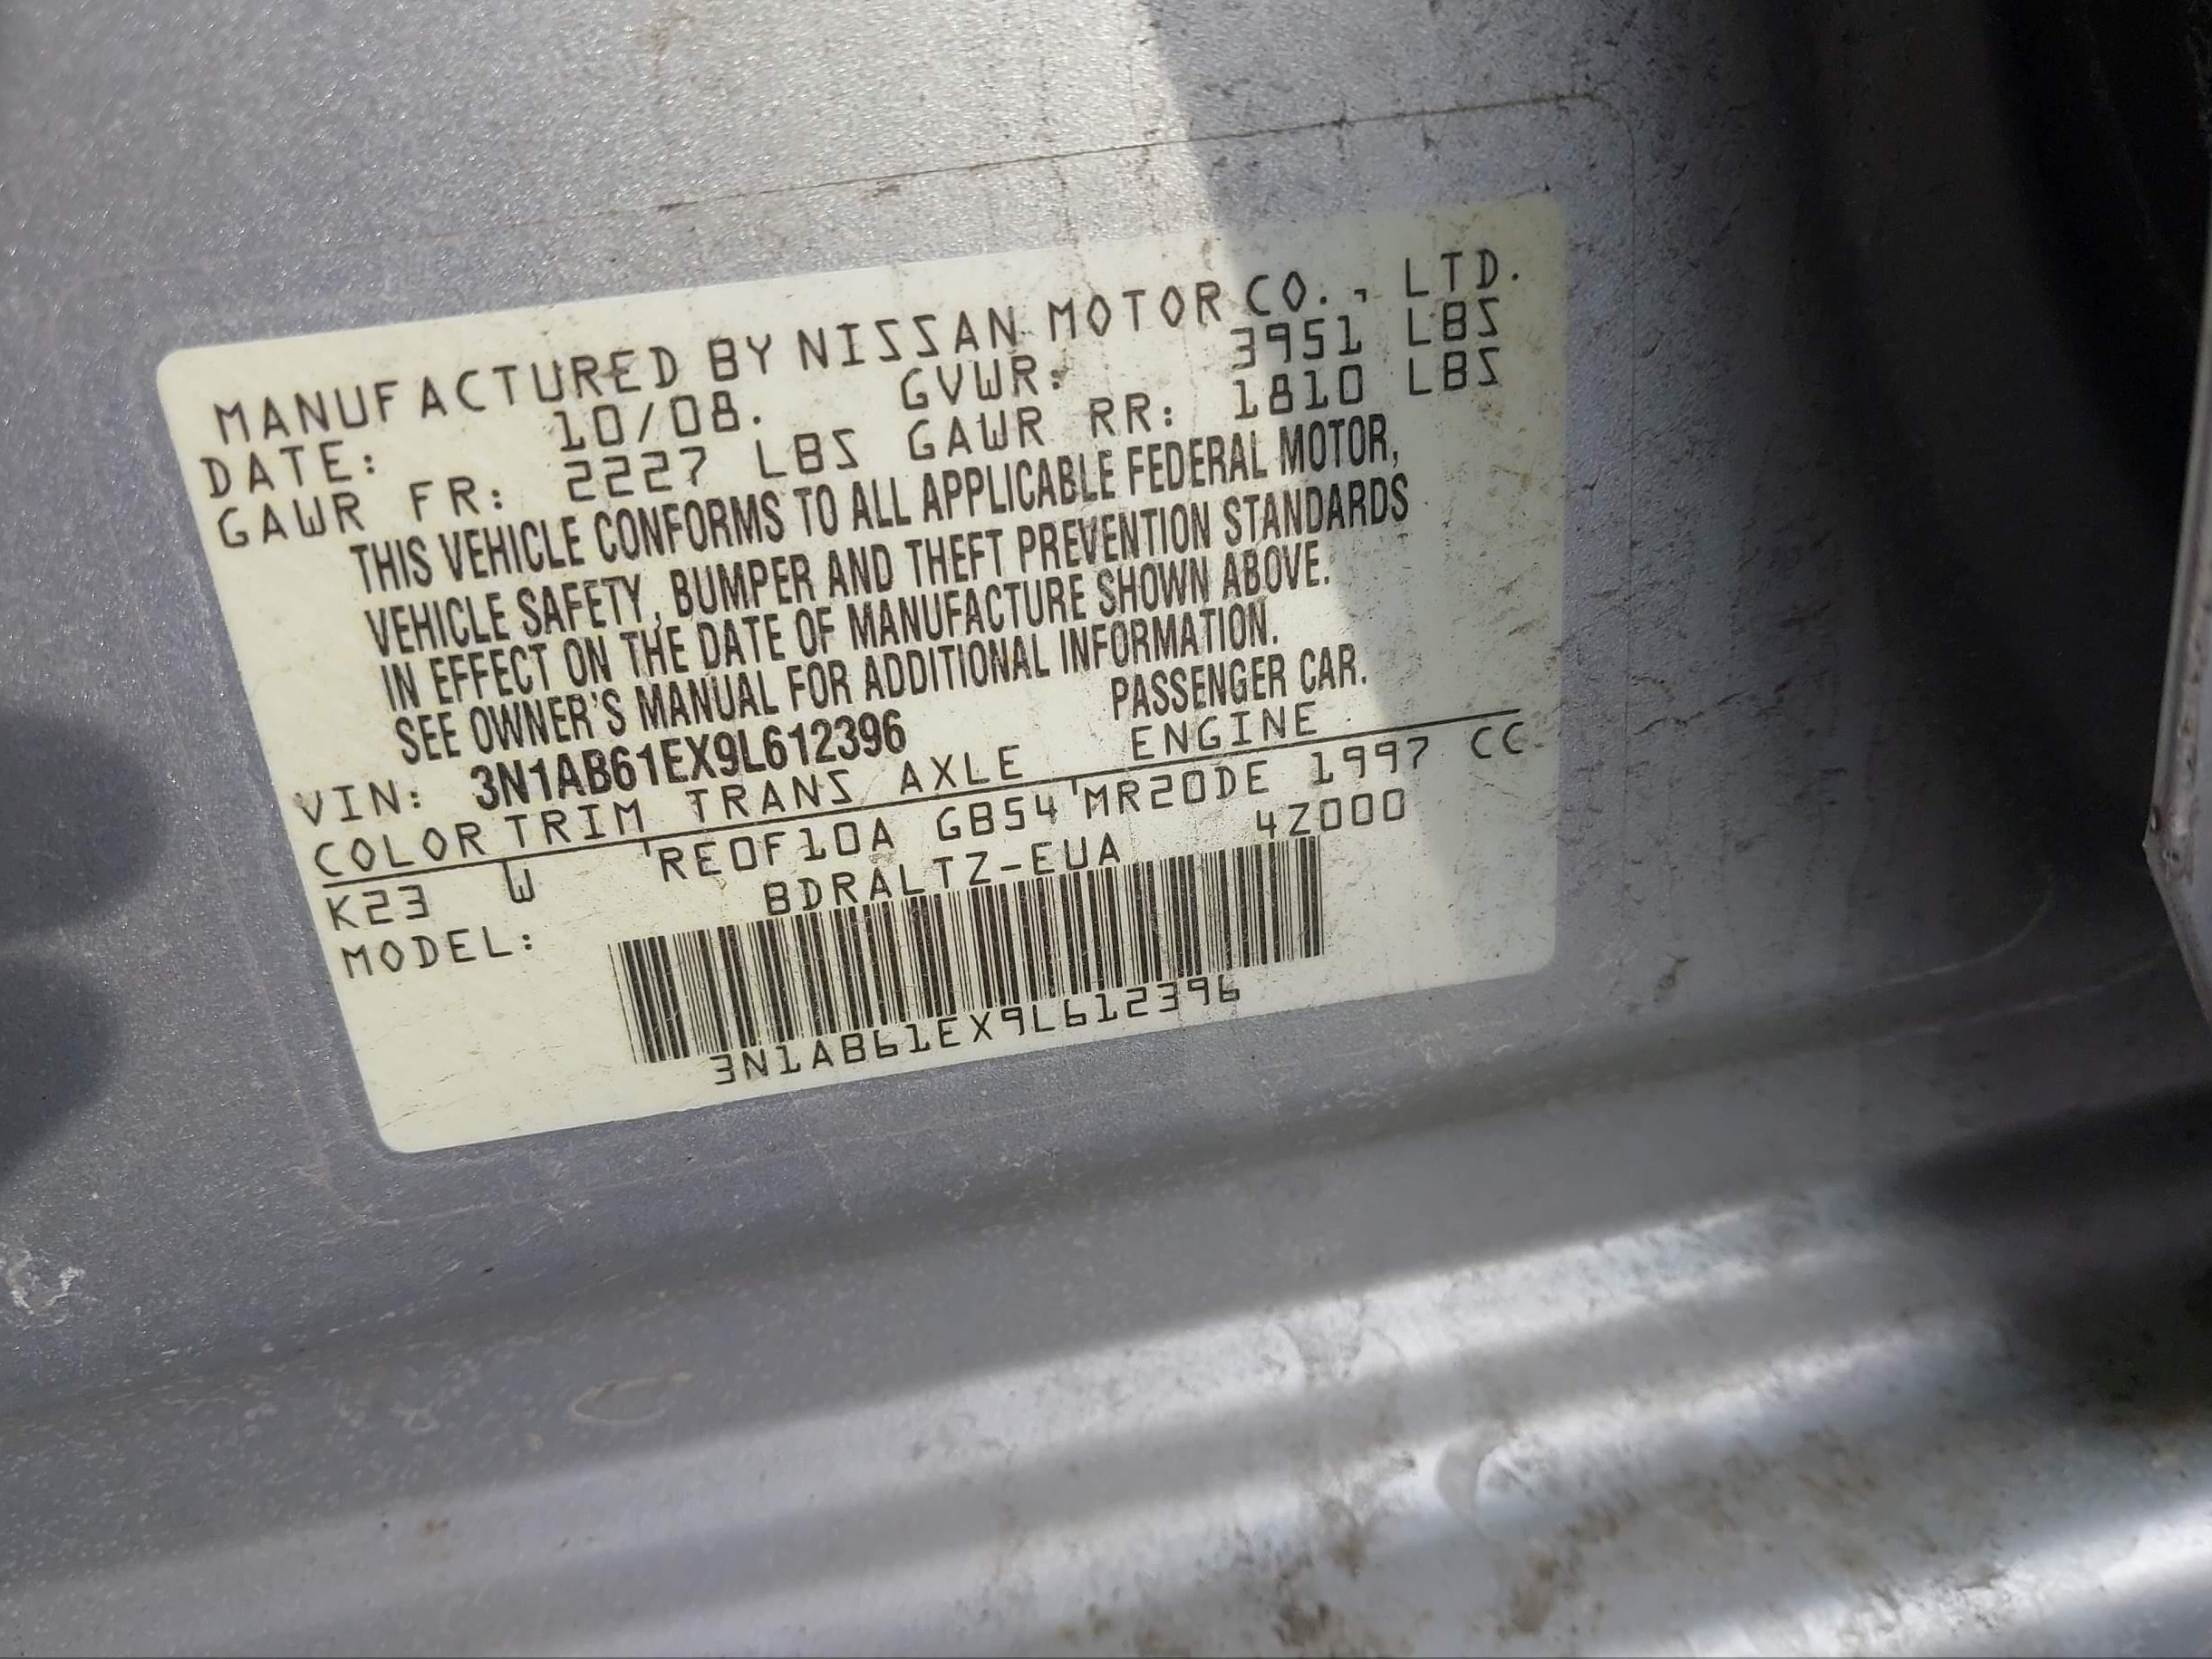 MANUFACTURED BY NISSAN MOTOR CO., LTD.
DATE: 10/08. GVWR: 3951 LBS
GAWR FR: 2227 LBS GAWR RR: 1810 LBS
THIS VEHICLE CONFORMS TO ALL APPLICABLE FEDERAL MOTOR,
VEHICLE SAFETY, BUMPER AND THEFT PREVENTION STANDARDS
IN EFFECT ON THE DATE OF MANUFACTURE SHOWN ABOVE.
SEE OWNER'S MANUAL FOR ADDITIONAL INFORMATION.
VIN: 3N1AB61EX9L612396 PASSENGER CAR.
COLOR TRIM TRANS AXLE ENGINE
K23 W RE0F10A GB54 MR20DE 1997 CC
MODEL: BDRALTZ-EUA 4Z000
3N1AB61EX9L612396